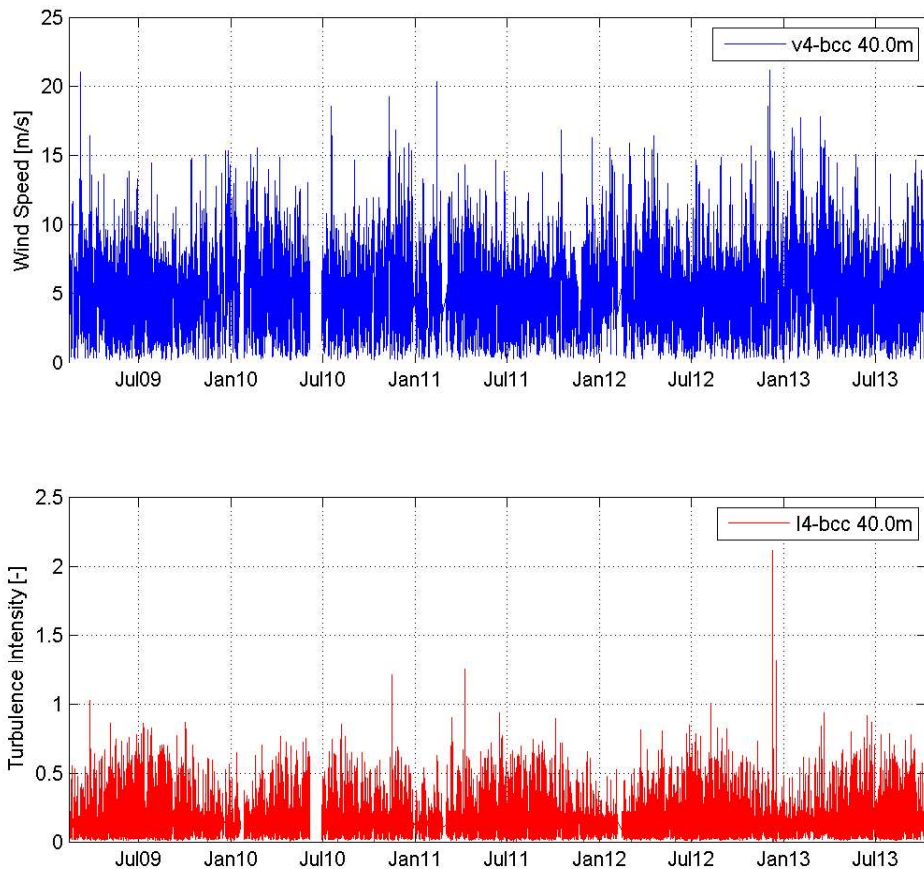 25
20
15
10
5
0
Wind Speed [m/s]
v4-bcc 40.0m
Jul09 Jan10 Jul10 Jan11 Jul11 Jan12 Jul12 Jan13 Jul13
2.5
2
1.5
1
0.5
0
Turbulence Intensity [-]
I4-bcc 40.0m
Jul09 Jan10 Jul10 Jan11 Jul11 Jan12 Jul12 Jan13 Jul13